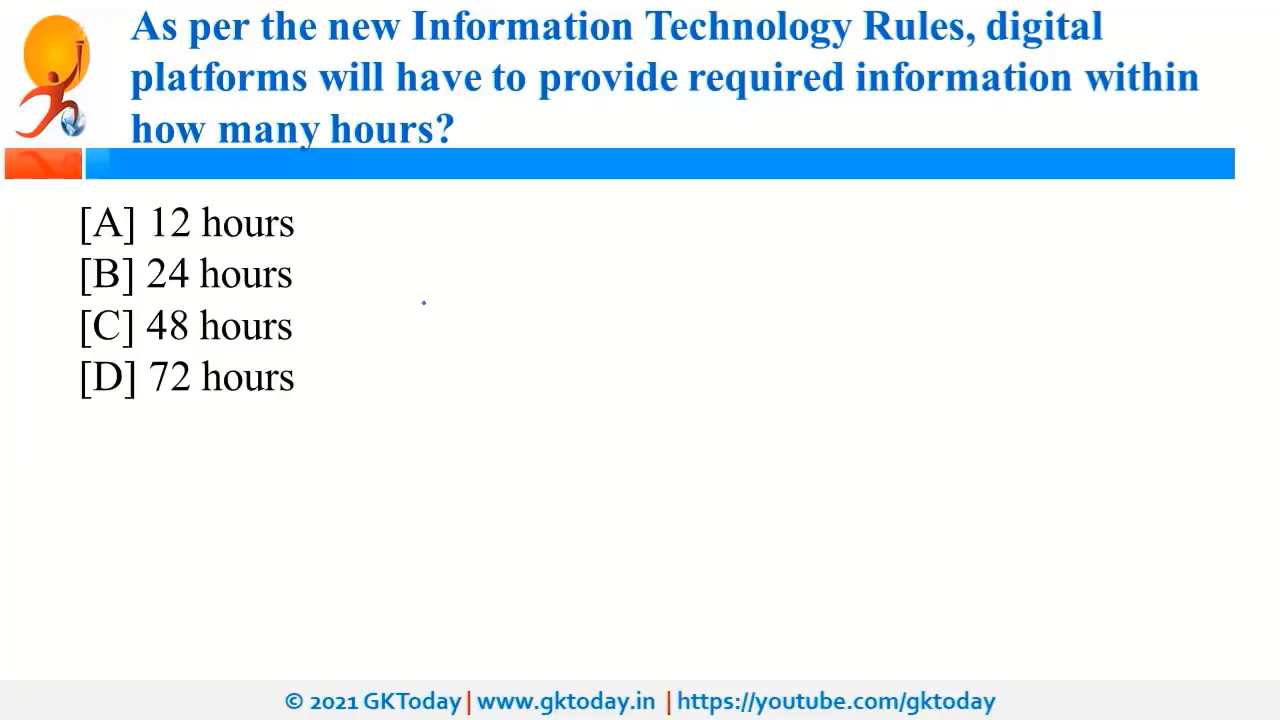 As per the new Information Technology Rules, digital
platforms will have to provide required information within
how many hours?
[A] 12 hours
[B] 24 hours
[C] 48 hours
[D] 72 hours
© 2021 GKToday | www.gktoday.in | https://youtube.com/gktoday